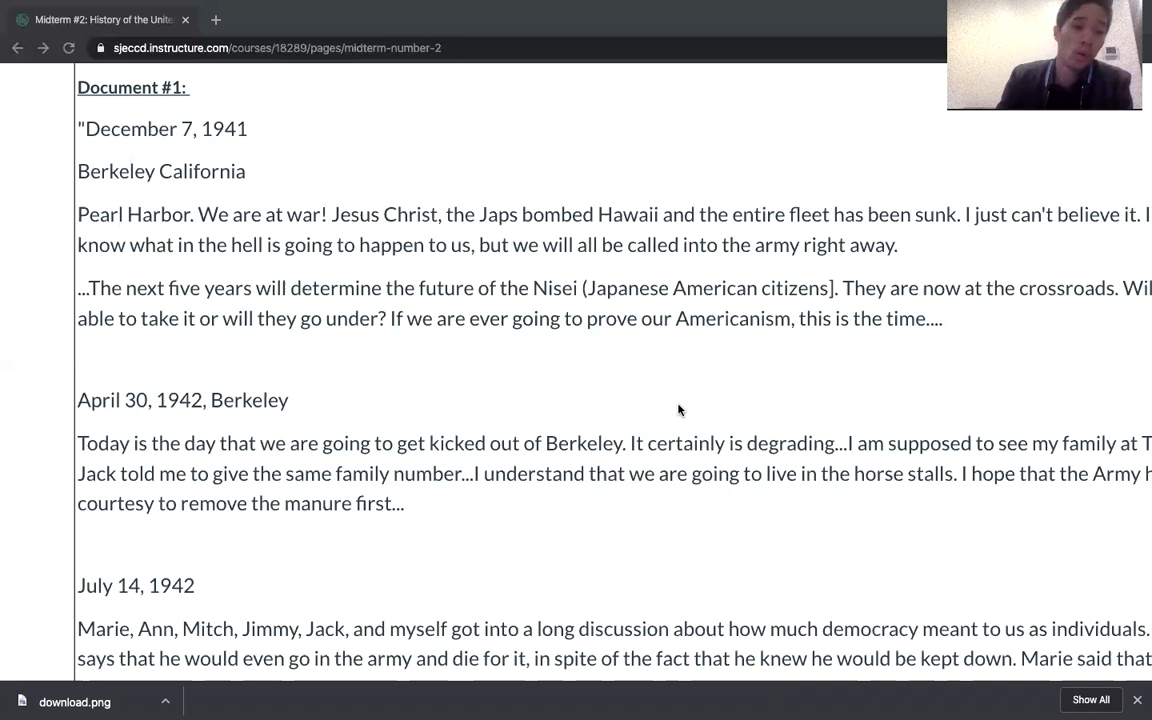 Midterm #2: History of the Unite
sjeccd.instructure.com/courses/18289/pages/midterm-number-2
Document #1:
"December 7, 1941
Berkeley California
Pearl Harbor. We are at war! Jesus Christ, the Japs bombed Hawaii and the entire fleet has been sunk. I just can't believe it. I
know what in the hell is going to happen to us, but we will all be called into the army right away.
...The next five years will determine the future of the Nisei (Japanese American citizens]. They are now at the crossroads. Wil
able to take it or will they go under? If we are ever going to prove our Americanism, this is the time....
April 30, 1942, Berkeley
Today is the day that we are going to get kicked out of Berkeley. It certainly is degrading...I am supposed to see my family at T
Jack told me to give the same family number...I understand that we are going to live in the horse stalls. I hope that the Army h
courtesy to remove the manure first...
July 14, 1942
Marie, Ann, Mitch, Jimmy, Jack, and myself got into a long discussion about how much democracy meant to us as individuals.
says that he would even go in the army and die for it, in spite of the fact that he knew he would be kept down. Marie said that
download.png
Show All